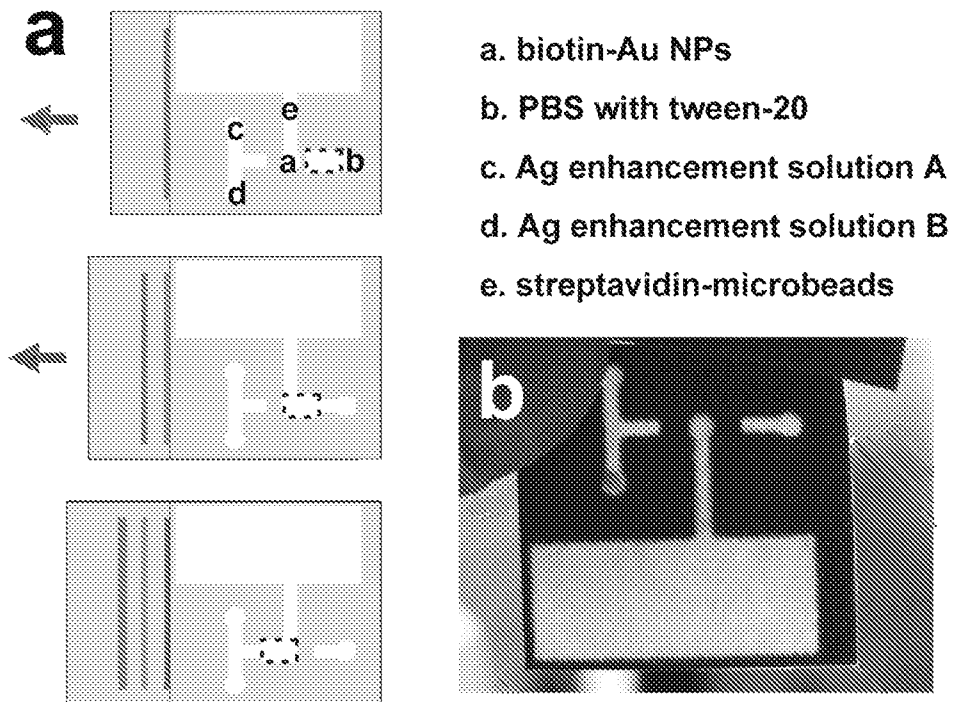 a
c
e
a
b
d
a. biotin-Au NPs
b. PBS with tween-20
c. Ag enhancement solution A
d. Ag enhancement solution B
e. streptavidin-microbeads
b